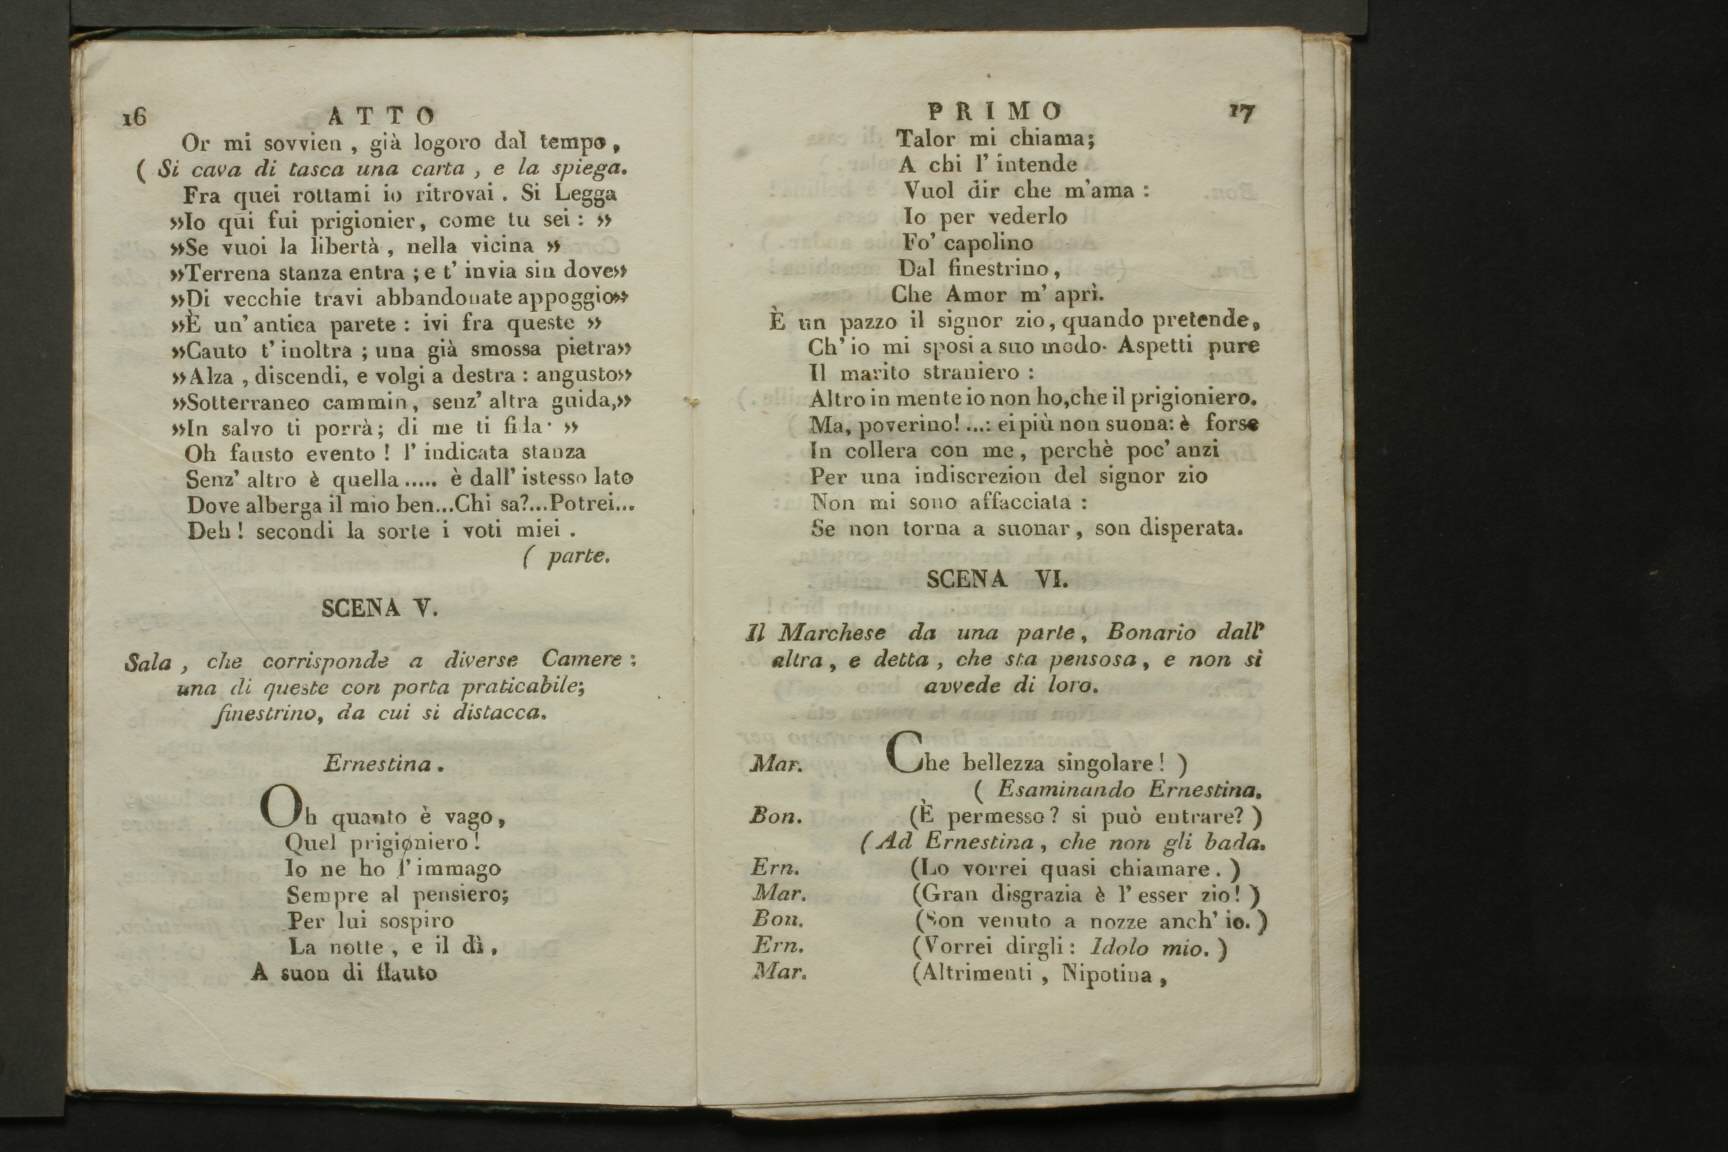 16 ATTO
Or mi sovvien , già logoro dal tempo ,
( Si cava di tasca una carta , e la spiega.
Fra quei rottami io ritrovai . Si Legga
»Io qui fui prigionier, come tu sei : »
»Se vuoi la libertà , nella vicina »
»Terrena stanza entra ; e t' invia sin dove»
»Di vecchie travi abbandonate appoggio»
»È un' antica parete : ivi fra queste »
»Cauto t' inoltra ; una già smossa pietra»
»Alza , discendi, e volgi a destra : angusto»
»Sotterraneo cammin, senz' altra guida,»
»In salvo ti porrà; di me ti fida· »
Oh fausto evento ! l' indicata stanza
Senz' altro è quella ..... è dall' istesso lato
Dove alberga il mio ben...Chi sa?...Potrei...
Deh ! secondi la sorte i voti miei .
( parte.
SCENA V.
Sala , che corrisponde a diverse Camere :
una di queste con porta praticabile;
finestrino, da cui si distacca.
Ernestina .
Oh quanto è vago,
Quel prigioniero !
Io ne ho l' immago
Sempre al pensiero;
Per lui sospiro
La notte , e il dì ,
A suon di flauto
PRIMO 17
Talor mi chiama;
A chi l' intende
Vuol dir che m'ama :
Io per vederlo
Fo' capolino
Dal finestrino,
Che Amor m' aprì.
È un pazzo il signor zio, quando pretende,
Ch' io mi sposi a suo modo· Aspetti pure
Il marito straniero :
Altro in mente io non ho,che il prigioniero.
Ma, poverino! ...: ei più non suona: è forse
In collera con me, perchè poc' anzi
Per una indiscrezion del signor zio
Non mi sono affacciata :
Se non torna a suonar, son disperata.
SCENA VI.
Il Marchese da una parte, Bonario dall'
altra, e detta, che sta pensosa, e non si
avvede di loro.
Mar. Che bellezza singolare ! )
( Esaminando Ernestina.
Bon. (È permesso? si può entrare? )
(Ad Ernestina, che non gli bada.
Ern. (Lo vorrei quasi chiamare . )
Mar. (Gran disgrazia è l' esser zio! )
Bon. (Son venuto a nozze anch' io. )
Ern. (Vorrei dirgli : Idolo mio. )
Mar. (Altrimenti , Nipotina ,